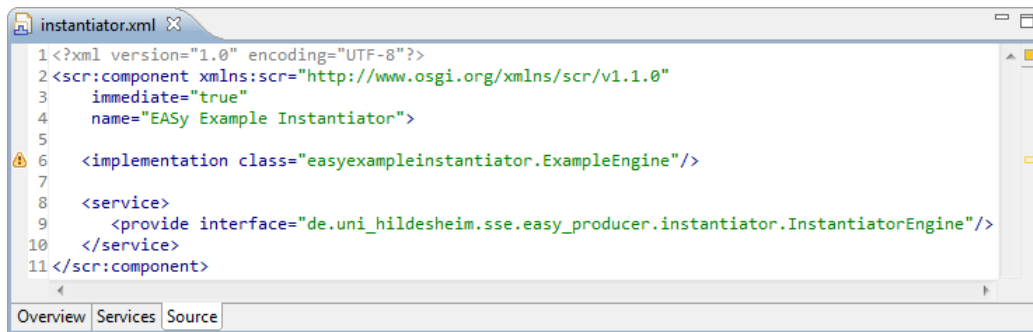 instantiator.xml
1 <?xml version="1.0" encoding="UTF-8"?>
2 <scr:component xmlns:scr="http://www.osgi.org/xmlns/scr/v1.1.0"
3     immediate="true"
4     name="EASy Example Instantiator">
5
6    <implementation class="easyexampleinstantiator.ExampleEngine"/>
7
8    <service>
9       <provide interface="de.uni_hildesheim.sse.easy_producer.instantiator.InstantiatorEngine"/>
10    </service>
11 </scr:component>
Overview Services Source